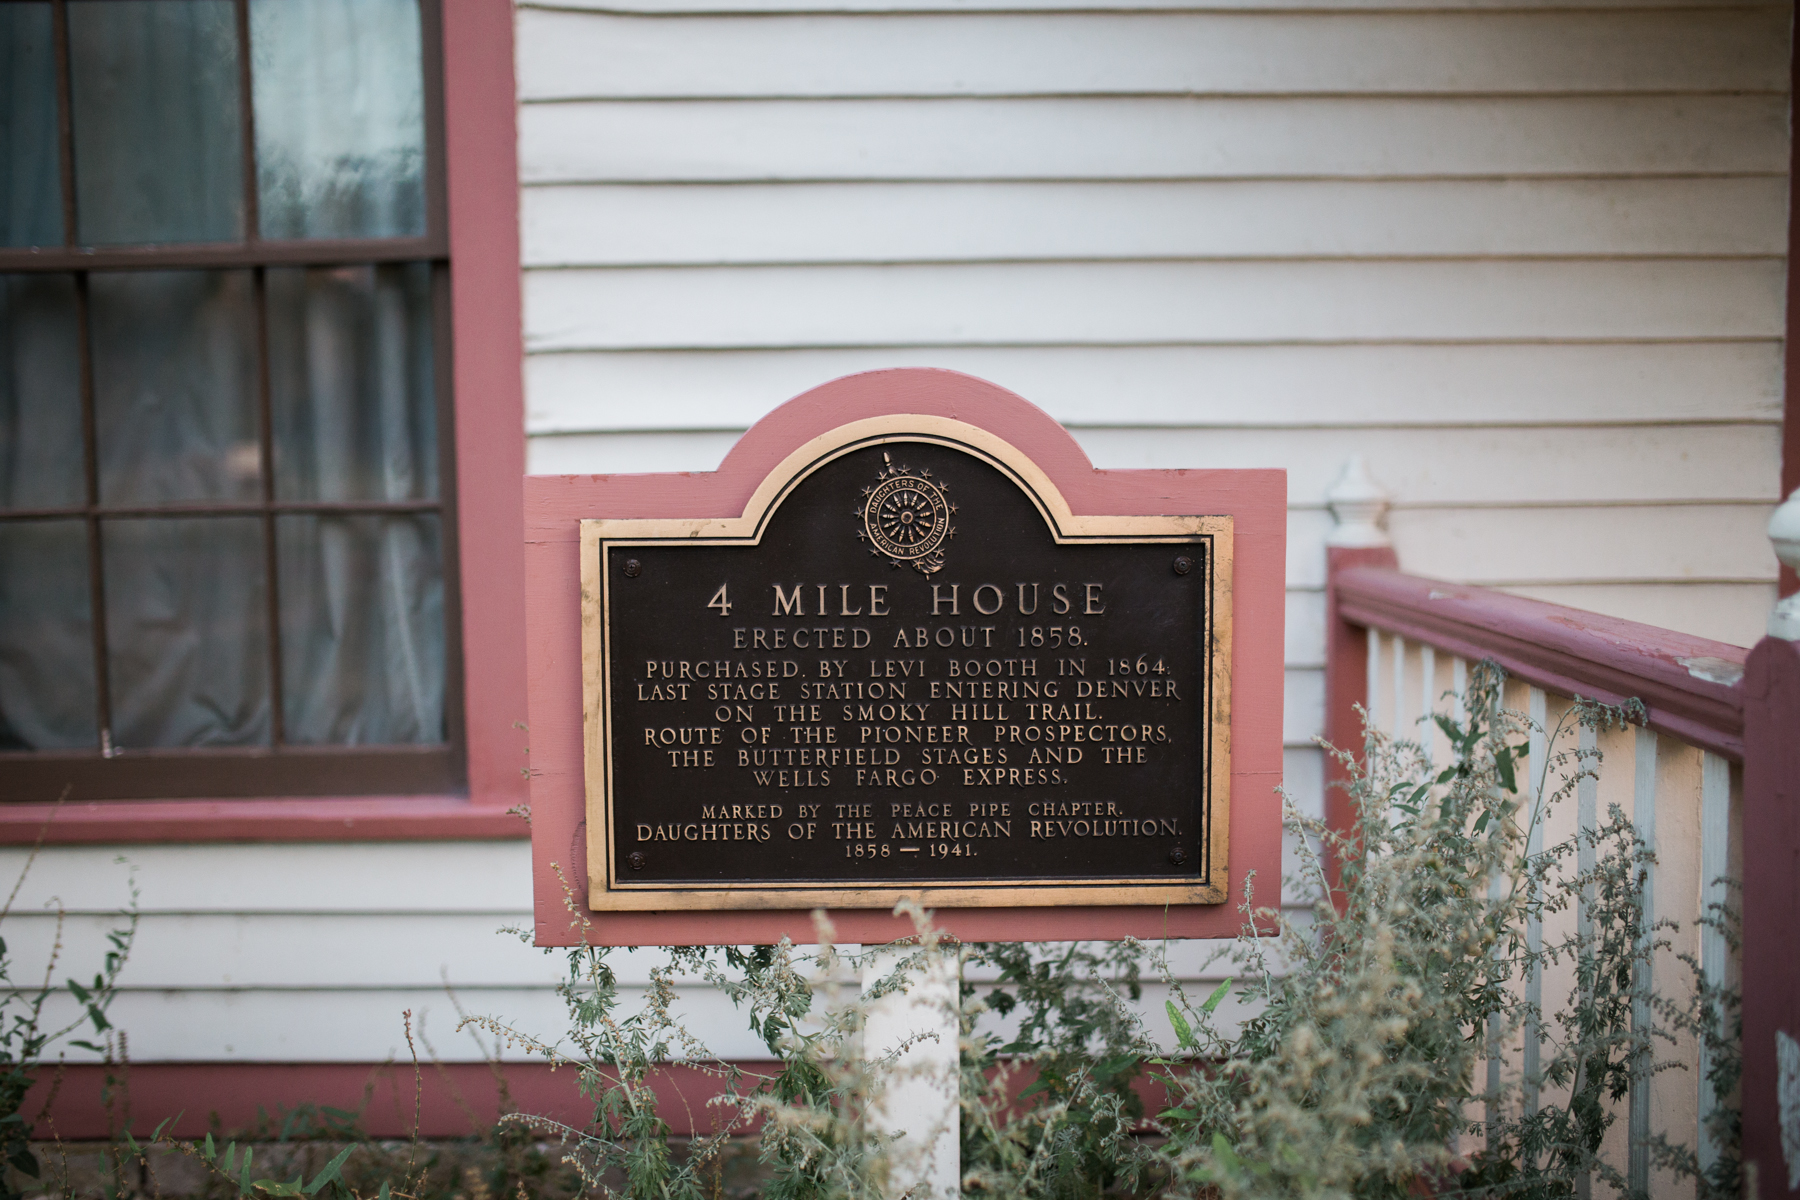 DAUGHTERS OF THE
AMERICAN REVOLUTION
4 MILE HOUSE
ERECTED ABOUT 1858.
PURCHASED. BY LEVI BOOTH IN 1864.
LAST STAGE STATION ENTERING DENVER
ON THE SMOKY HILL TRAIL.
ROUTE OF THE PIONEER PROSPECTORS,
THE BUTTERFIELD STAGES AND THE
WELLS FARGO EXPRESS.
MARKED BY THE PEACE PIPE CHAPTER.
DAUGHTERS OF THE AMERICAN REVOLUTION.
1858 — 1941.